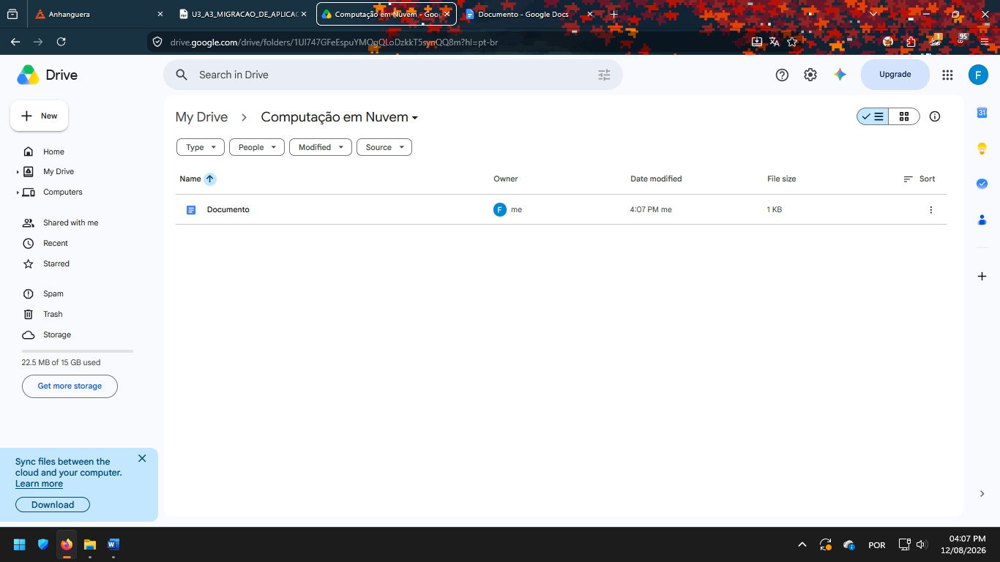 Anhanguera
U3_A3_MIGRACAO_DE_APLICAC
Computação em Nuvem - Goo
Documento - Google Docs
drive.google.com/drive/folders/1UI747GFeEspuYMQgQLoDzkkT5synQQ8m?hl=pt-br
1
95
Drive
Search in Drive
Upgrade
F
New
My Drive
Computação em Nuvem
31
Type
People
Modified
Source
Home
My Drive
Computers
Shared with me
Recent
Starred
Spam
Trash
Storage
22.5 MB of 15 GB used
Get more storage
Name
Owner
Date modified
File size
Sort
Documento
F
me
4:07 PM me
1 KB
Sync files between the
cloud and your computer.
Learn more
Download
W
POR
04:07 PM
12/08/2026